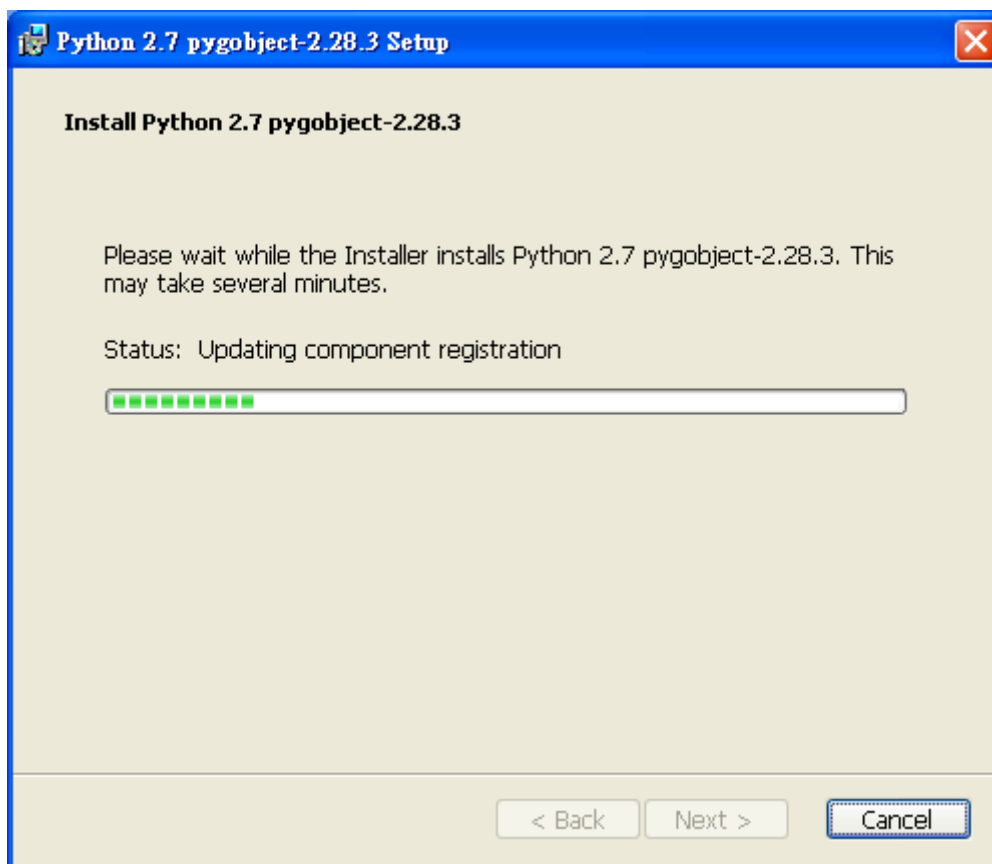 Python 2.7 pygobject-2.28.3 Setup
Install Python 2.7 pygobject-2.28.3
Please wait while the Installer installs Python 2.7 pygobject-2.28.3. This
may take several minutes.
Status: Updating component registration
< Back Next > Cancel